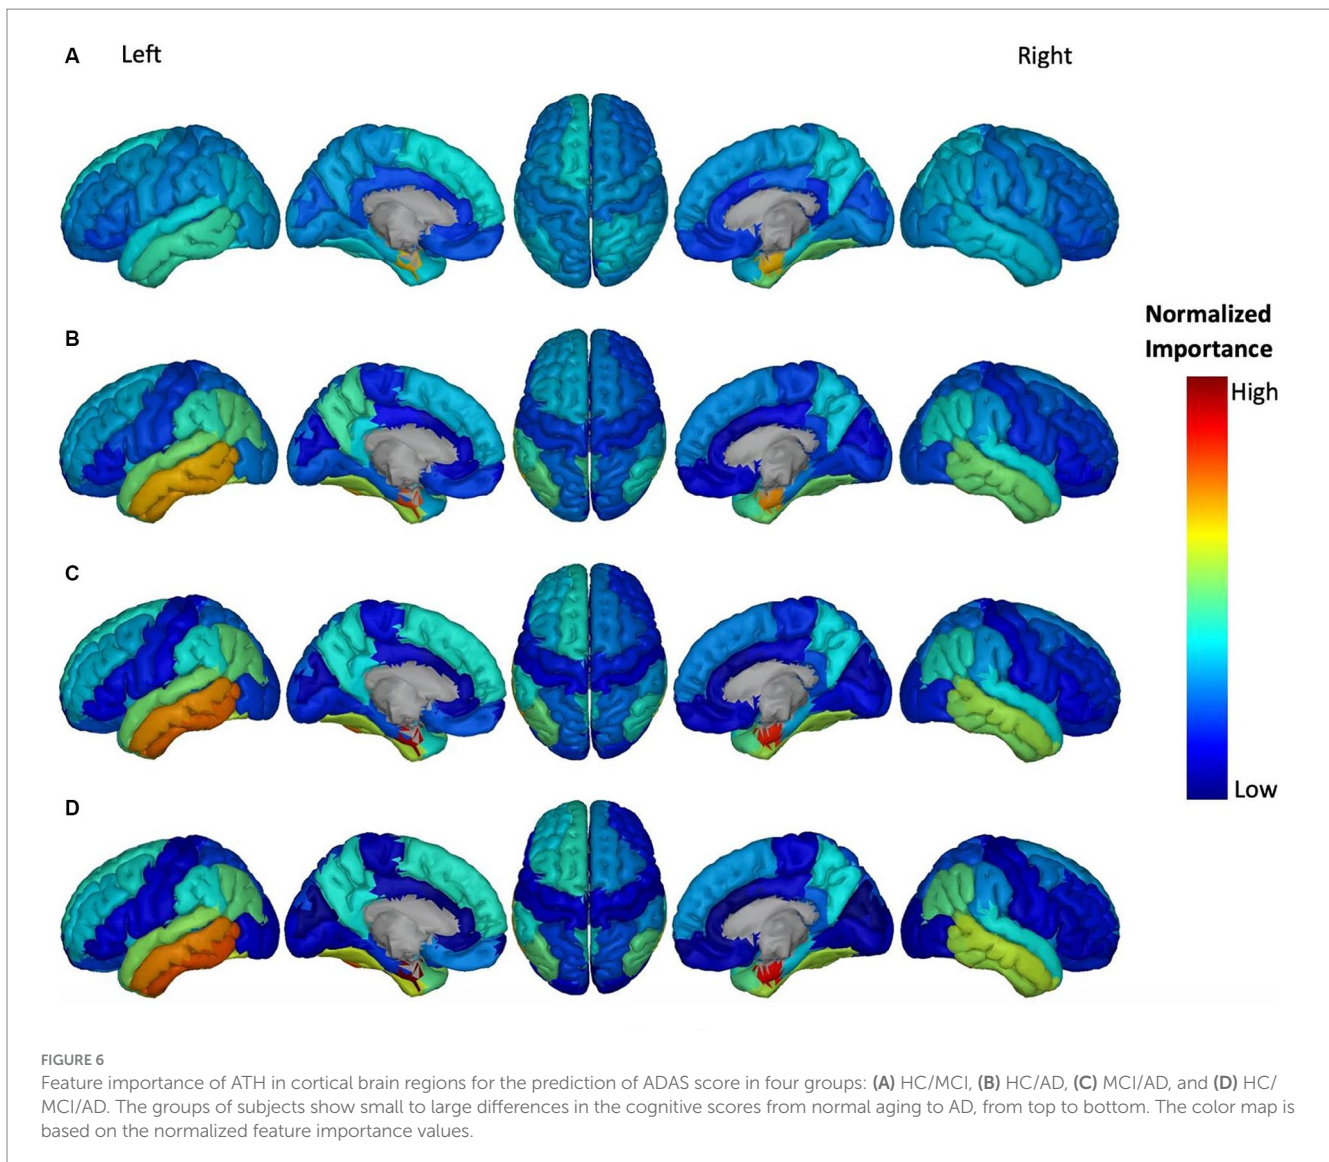 A Left Right
B
Normalized
Importance
High
C
Low
D
FIGURE 6
Feature importance of ATH in cortical brain regions for the prediction of ADAS score in four groups: (A) HC/MCI, (B) HC/AD, (C) MCI/AD, and (D) HC/
MCI/AD. The groups of subjects show small to large differences in the cognitive scores from normal aging to AD, from top to bottom. The color map is
based on the normalized feature importance values.